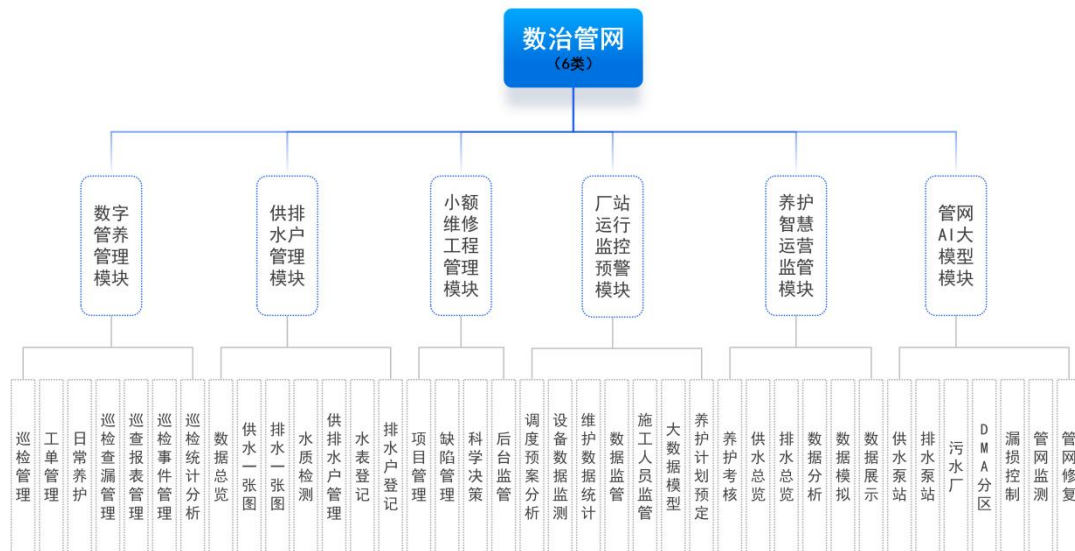 数治管网
（6类）
数字
管养
管理
模块
供排
水户
管理
模块
小额
维修
工程
管理
模块
厂站
运行
监控
预警
模块
养护
智慧
运营
监管
模块
管网
AI大
模型
模块
巡检管理
工单管理
日常养护
巡检查漏管理
巡查报表管理
巡检事件管理
巡检统计分析
数据总览
供水一张图
排水一张图
水质检测
供排水户管理
水表登记
排水户登记
项目管理
缺陷管理
科学决策
后台监管
调度预案分析
设备数据监测
维护数据统计
数据监管
施工人员监管
大数据模型
养护计划预定
养护考核
供水总览
排水总览
数据分析
数据模拟
数据展示
供水泵站
排水泵站
污水厂
DMA分区
漏损控制
管网监测
管网修复